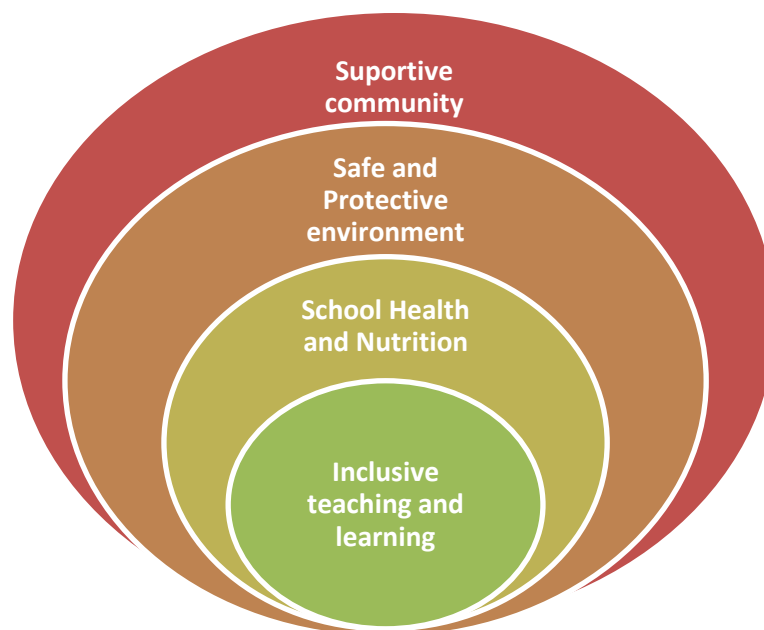 Suportive
community
Safe and
Protective
environment
School Health
and Nutrition
Inclusive
teaching and
learning